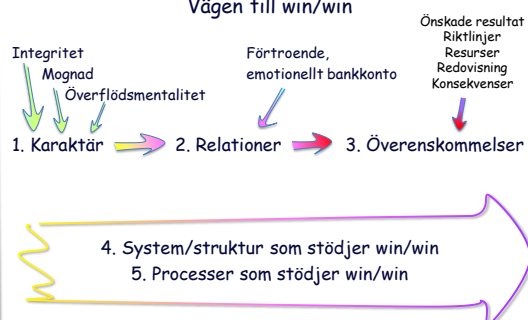 Vägen till win/win
Integritet
Mognad
Överflödsmentalitet
Förtroende,
emotionellt bankkonto
Önskade resultat
Riktlinjer
Resurser
Redovisning
Konsekvenser
1. Karaktär
2. Relationer
3. Överenskommelser
4. System/struktur som stödjer win/win
5. Processer som stödjer win/win